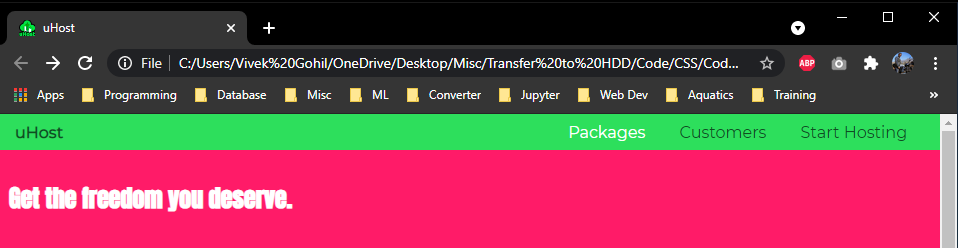 uHost
File C:/Users/Vivek%20Gohil/OneDrive/Desktop/Misc/Transfer%20to%20HDD/Code/CSS/Cod... ABP
Apps Programming Database Misc ML Converter Jupyter Web Dev Aquatics Training »
uHost Packages Customers Start Hosting
Get the freedom you deserve.